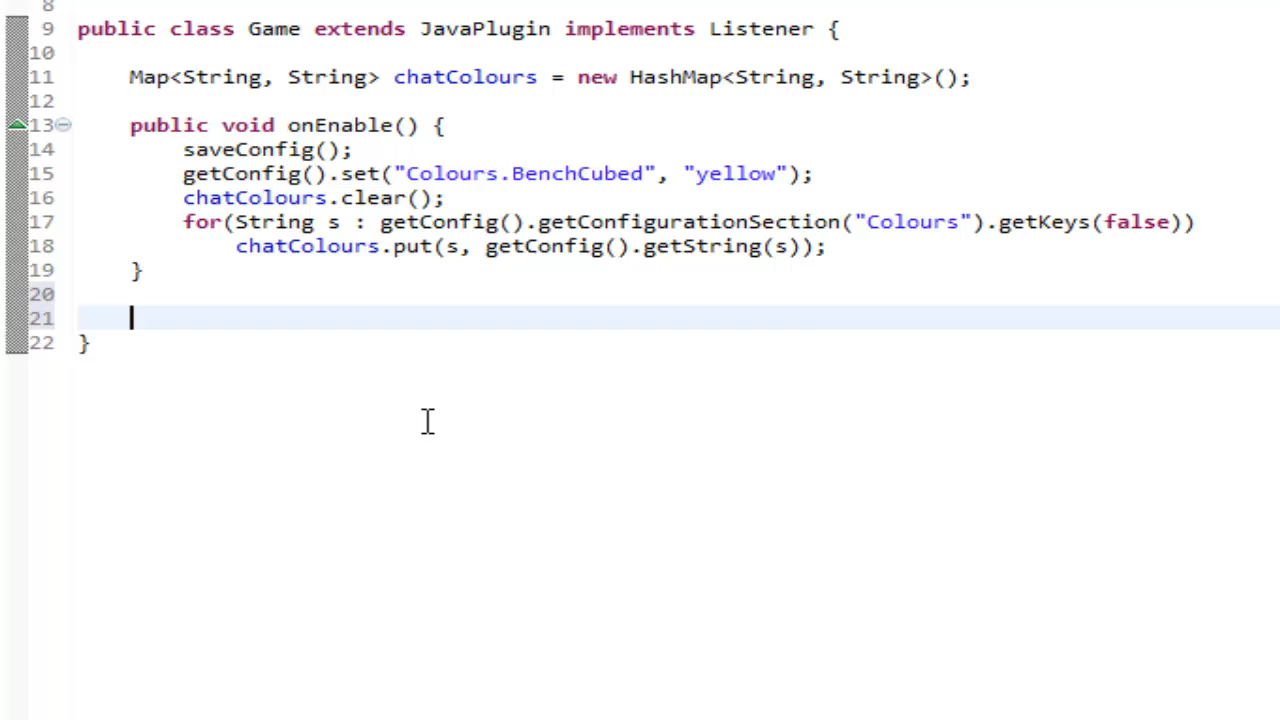 8
9 public class Game extends JavaPlugin implements Listener {
10
11 Map<String, String> chatColours = new HashMap<String, String>();
12
13 public void onEnable() {
14 saveConfig();
15 getConfig().set("Colours.BenchCubed", "yellow");
16 chatColours.clear();
17 for(String s : getConfig().getConfigurationSection("Colours").getKeys(false))
18 chatColours.put(s, getConfig().getString(s));
19 }
20
21
22 }